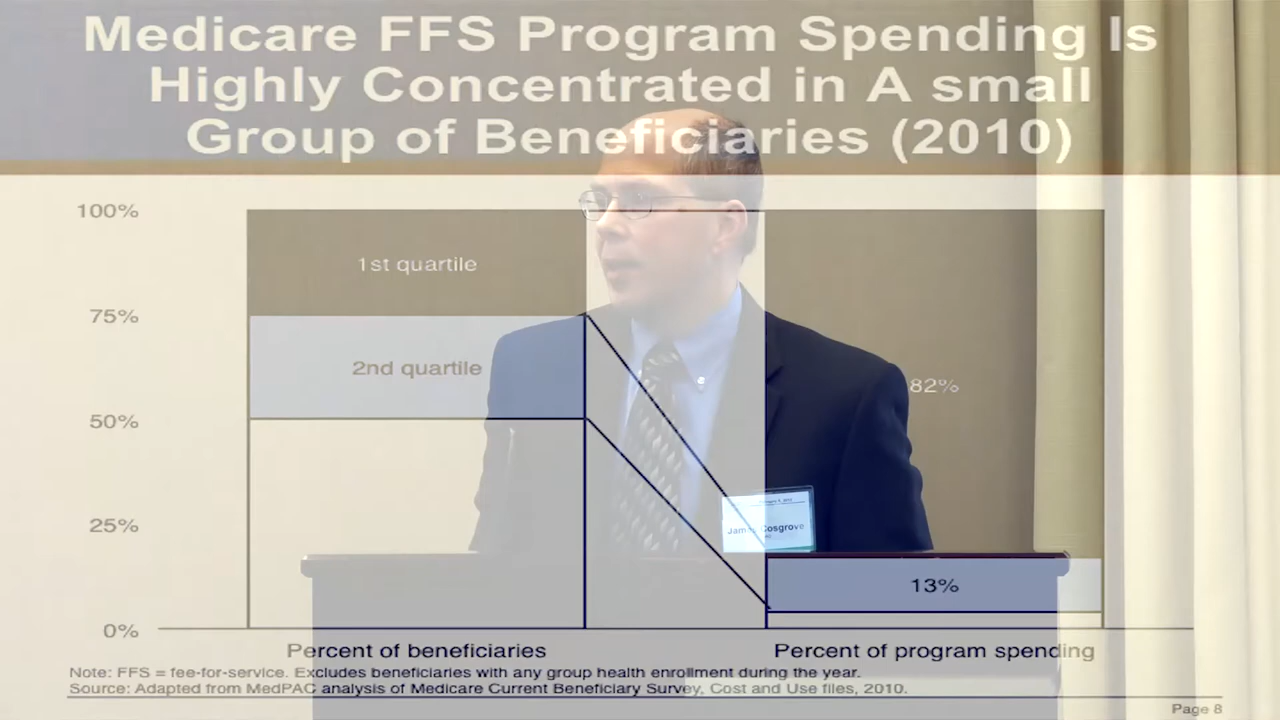 Medicare FFS Program Spending Is
Highly Concentrated in A small
Group of Beneficiaries (2010)
100%
1st quartile
75%
2nd quartile
82%
50%
25%
Cosgrove
13%
0%
Percent of beneficiaries
Percent of program spending
Note: FFS = fee-for-service. Excludes beneficiaries with any group health enrollment during the year.
Source: Adapted from MedPAC analysis of Medicare Current Beneficiary Survey, Cost and Use files, 2010.
Page 8